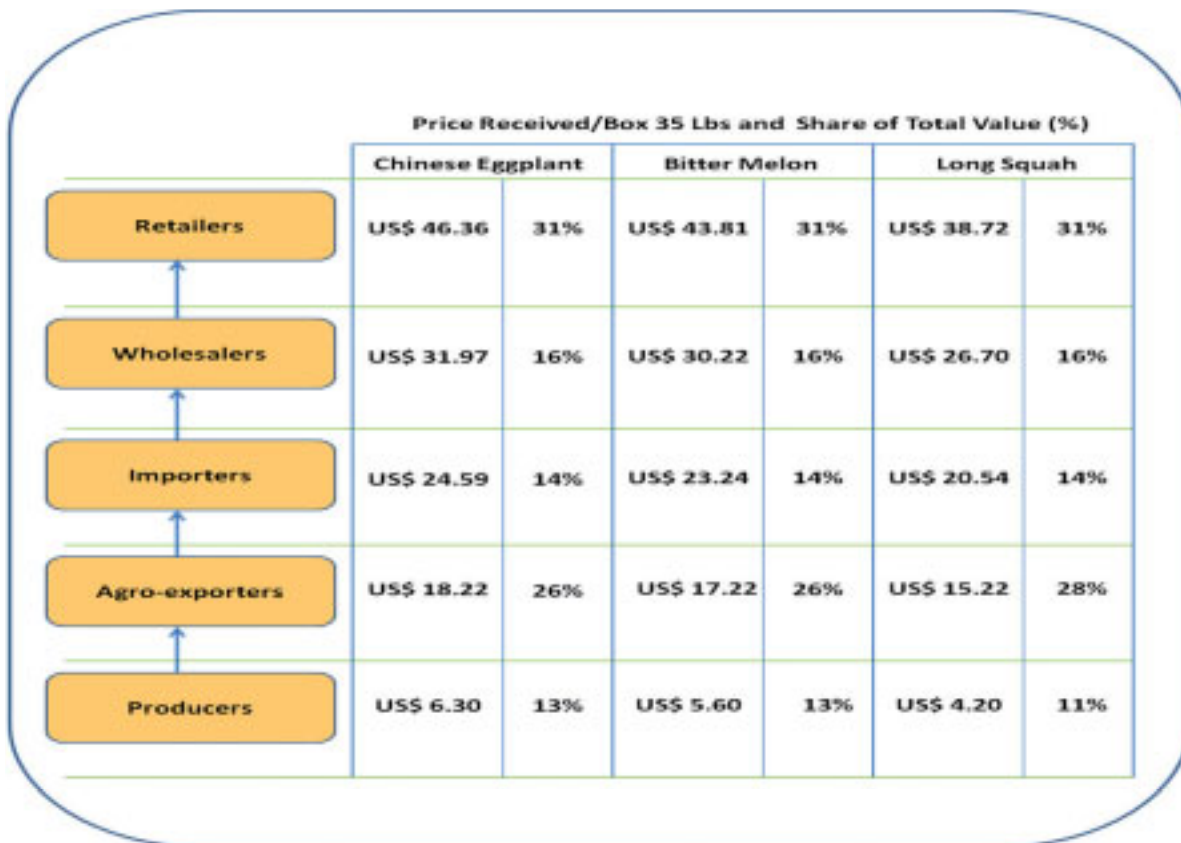 Price Received/Box 35 Lbs and Share of Total Value (%)
Chinese Eggplant Bitter Melon Long Squah
Retailers US$ 46.36 31% US$ 43.81 31% US$ 38.72 31%
Wholesalers US$ 31.97 16% US$ 30.22 16% US$ 26.70 16%
Importers US$ 24.59 14% US$ 23.24 14% US$ 20.54 14%
Agro-exporters US$ 18.22 26% US$ 17.22 26% US$ 15.22 28%
Producers US$ 6.30 13% US$ 5.60 13% US$ 4.20 11%